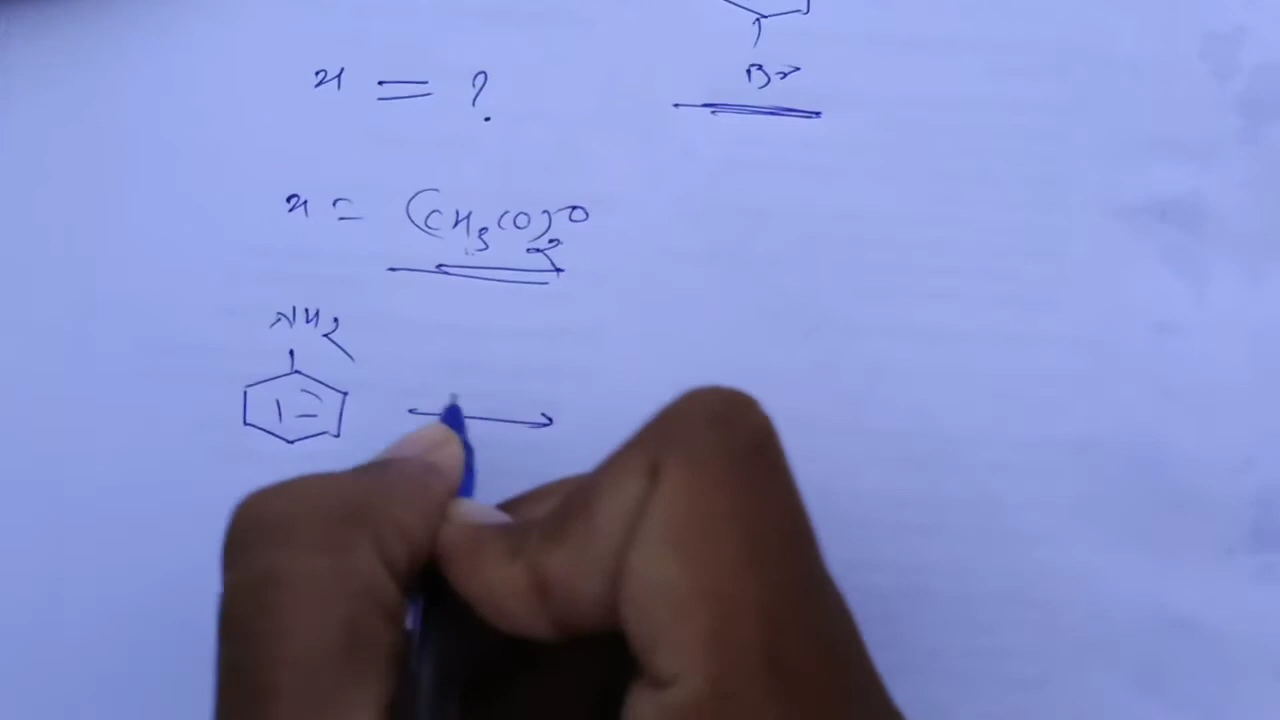 Br
x = ?
x = (CH3CO)2O
NH2